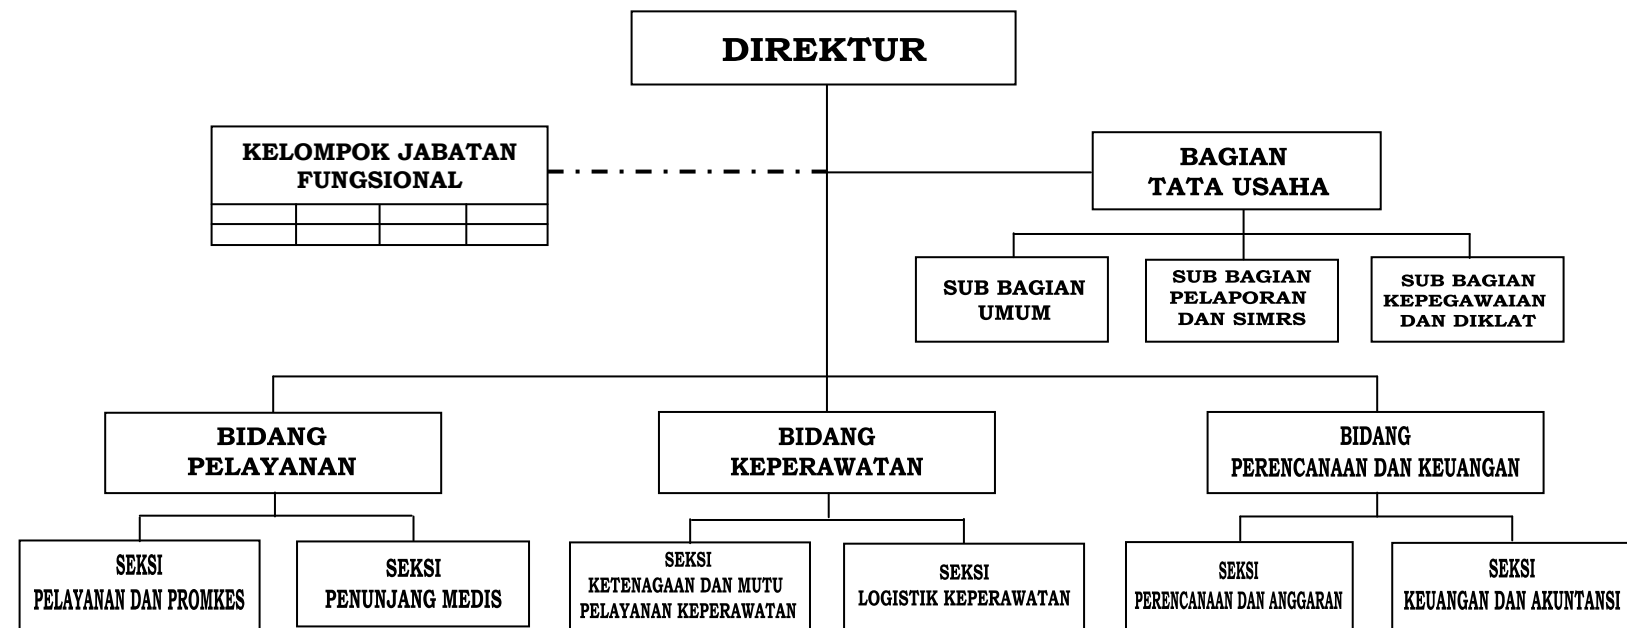 DIREKTUR
KELOMPOK JABATAN
FUNGSIONAL
BAGIAN
TATA USAHA
SUB BAGIAN
UMUM
SUB BAGIAN
PELAPORAN
DAN SIMRS
SUB BAGIAN
KEPEGAWAIAN
DAN DIKLAT
BIDANG
PELAYANAN
BIDANG
KEPERAWATAN
BIDANG
PERENCANAAN DAN KEUANGAN
SEKSI
PELAYANAN DAN PROMKES
SEKSI
PENUNJANG MEDIS
SEKSI
KETENAGAAN DAN MUTU
PELAYANAN KEPERAWATAN
SEKSI
LOGISTIK KEPERAWATAN
SEKSI
PERENCANAAN DAN ANGGARAN
SEKSI
KEUANGAN DAN AKUNTANSI